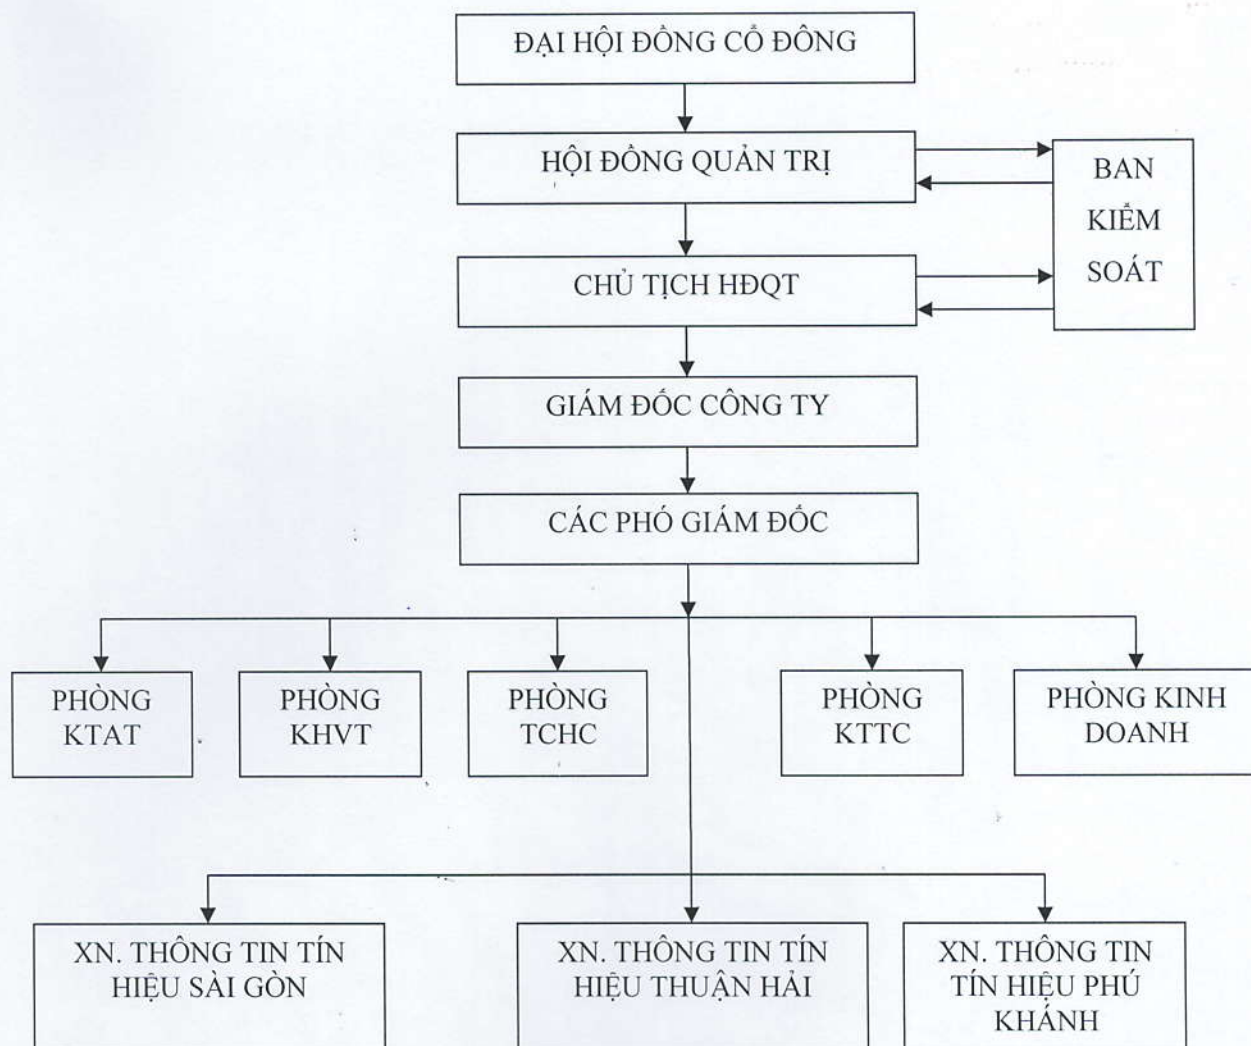 ĐẠI HỘI ĐỒNG CỔ ĐÔNG
HỘI ĐỒNG QUẢN TRỊ
BAN
KIỂM
SOÁT
CHỦ TỊCH HĐQT
GIÁM ĐỐC CÔNG TY
CÁC PHÓ GIÁM ĐỐC
PHÒNG
KTAT
PHÒNG
KHVT
PHÒNG
TCHC
PHÒNG
KTTC
PHÒNG KINH
DOANH
XN. THÔNG TIN TÍN
HIỆU SÀI GÒN
XN. THÔNG TIN TÍN
HIỆU THUẬN HẢI
XN. THÔNG TIN
TÍN HIỆU PHÚ
KHÁNH